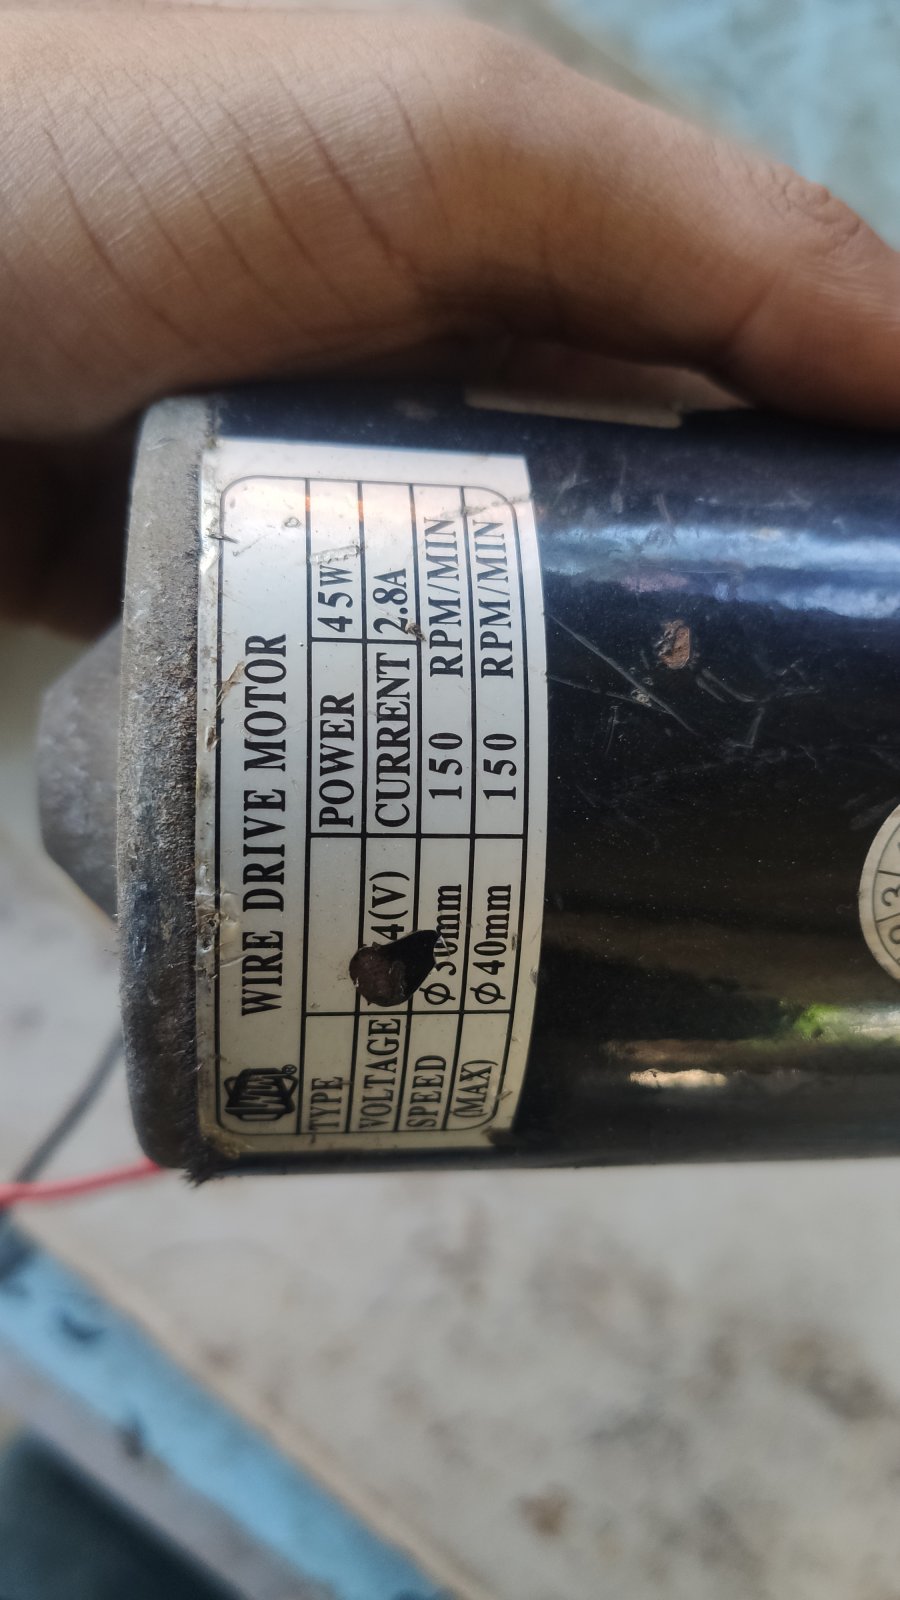 WIRE DRIVE MOTOR
TYPE POWER 45W
VOLTAGE 4(V) CURRENT 2.8A
SPEED ϕ30mm 150 RPM/MIN
(MAX) ϕ40mm 150 RPM/MIN